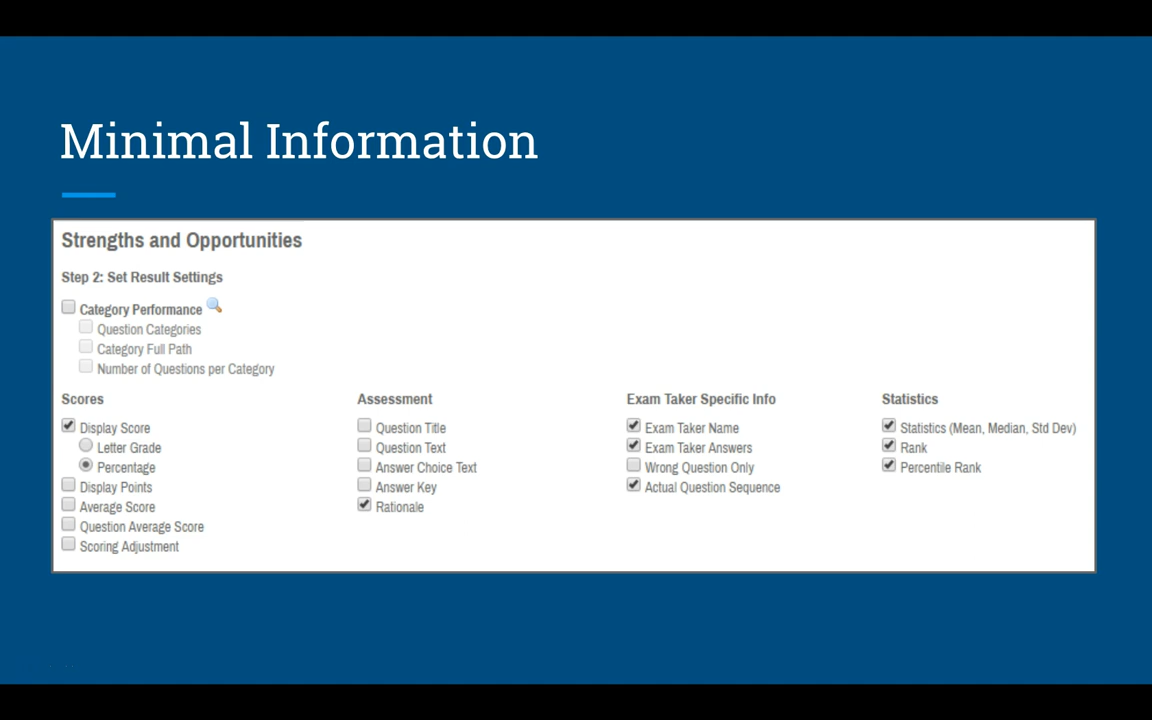 Minimal Information
Strengths and Opportunities
Step 2: Set Result Settings
Category Performance
Question Categories
Category Full Path
Number of Questions per Category
Scores
Display Score
Letter Grade
Percentage
Display Points
Average Score
Question Average Score
Scoring Adjustment
Assessment
Question Title
Question Text
Answer Choice Text
Answer Key
Rationale
Exam Taker Specific Info
Exam Taker Name
Exam Taker Answers
Wrong Question Only
Actual Question Sequence
Statistics
Statistics (Mean, Median, Std Dev)
Rank
Percentile Rank